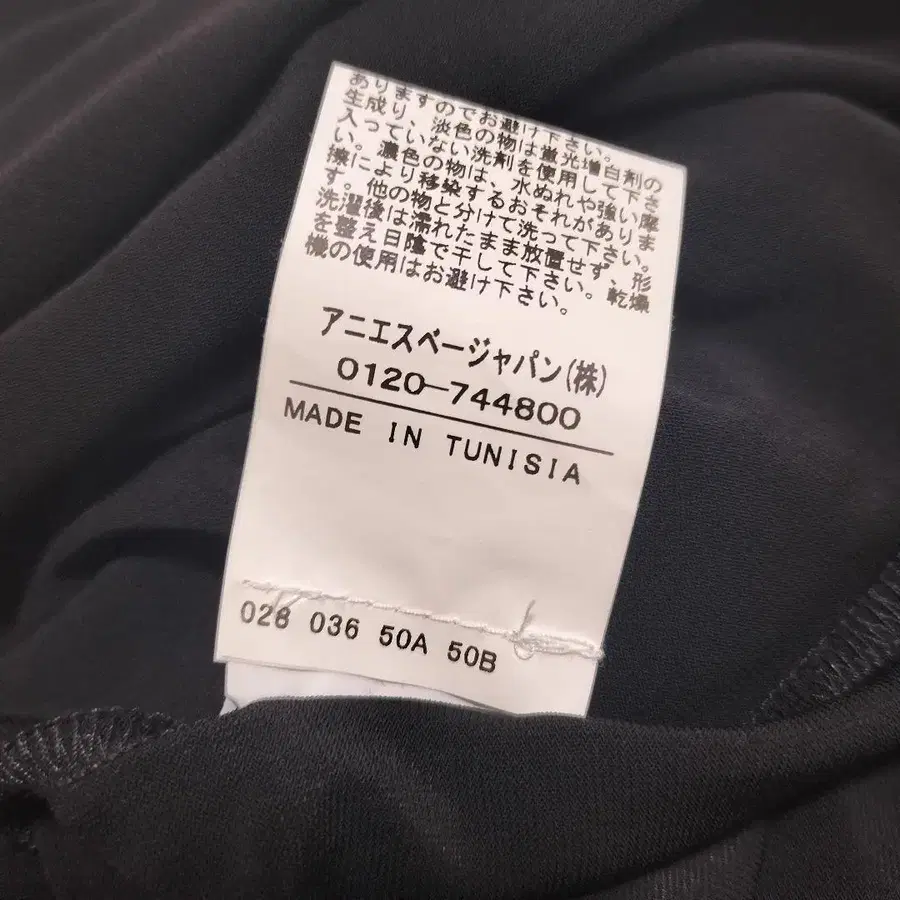 ありますのでお避け下さい。
生成り、淡色の物は蛍光増白剤の
入っていない洗剤を使用して下さ
い。濃色の物は、水ぬれや強い摩
擦により移染するおそれがありま
す。他の物と分けて洗って下さい。
洗濯後は濡れたまま放置せず、形
を整え日陰で干して下さい。乾燥
機の使用はお避け下さい。
アニエスベージャパン(株)
0120-744800
MADE IN TUNISIA
028 036 50A 50B